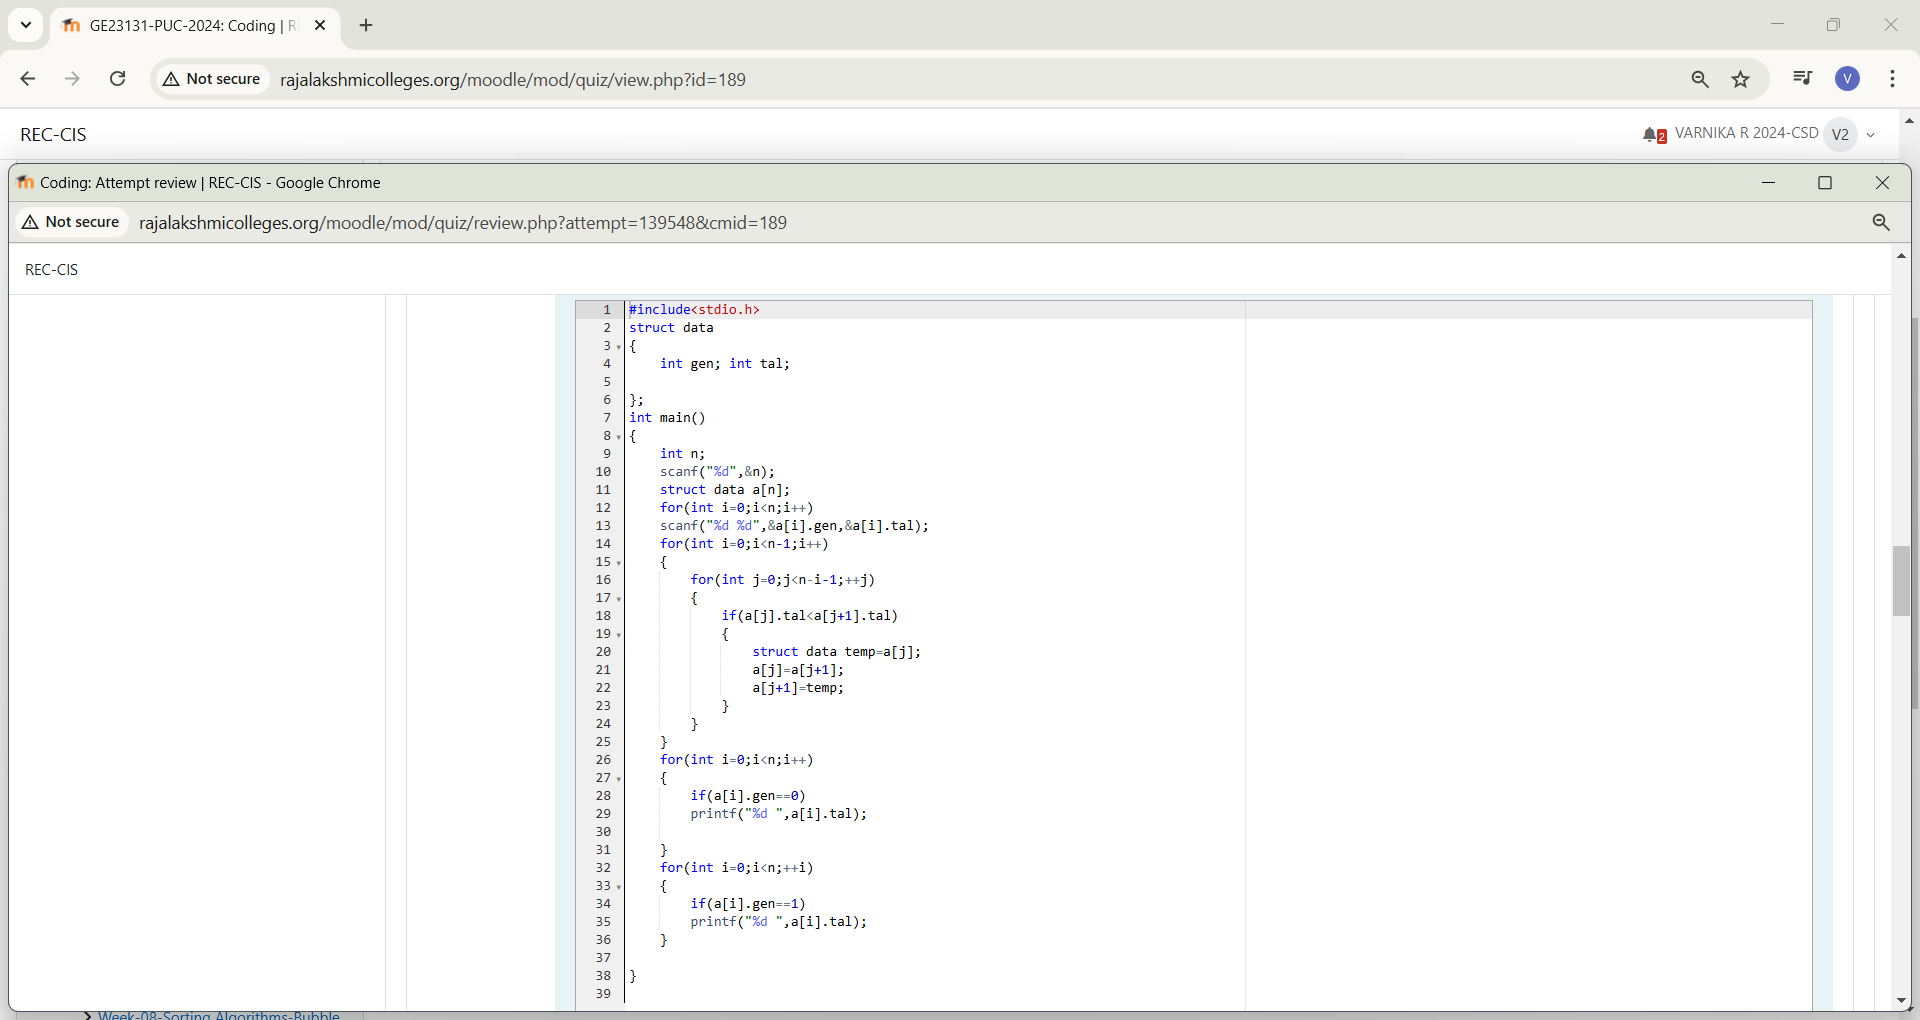 GE23131-PUC-2024: Coding | R
Not secure
rajalakshmicolleges.org/moodle/mod/quiz/view.php?id=189
V
REC-CIS
2
VARNIKA R 2024-CSD
V2
Coding: Attempt review | REC-CIS - Google Chrome
Not secure
rajalakshmicolleges.org/moodle/mod/quiz/review.php?attempt=139548&cmid=189
REC-CIS
1 #include<stdio.h>
2 struct data
3 {
4     int gen; int tal;
5
6 };
7 int main()
8 {
9     int n;
10     scanf("%d",&n);
11     struct data a[n];
12     for(int i=0;i<n;i++)
13     scanf("%d %d",&a[i].gen,&a[i].tal);
14     for(int i=0;i<n-1;i++)
15     {
16         for(int j=0;j<n-i-1;++j)
17         {
18             if(a[j].tal<a[j+1].tal)
19             {
20                 struct data temp=a[j];
21                 a[j]=a[j+1];
22                 a[j+1]=temp;
23             }
24         }
25     }
26     for(int i=0;i<n;i++)
27     {
28         if(a[i].gen==0)
29         printf("%d ",a[i].tal);
30
31     }
32     for(int i=0;i<n;++i)
33     {
34         if(a[i].gen==1)
35         printf("%d ",a[i].tal);
36     }
37
38 }
39
Week-08-Sorting Algorithms-Bubble